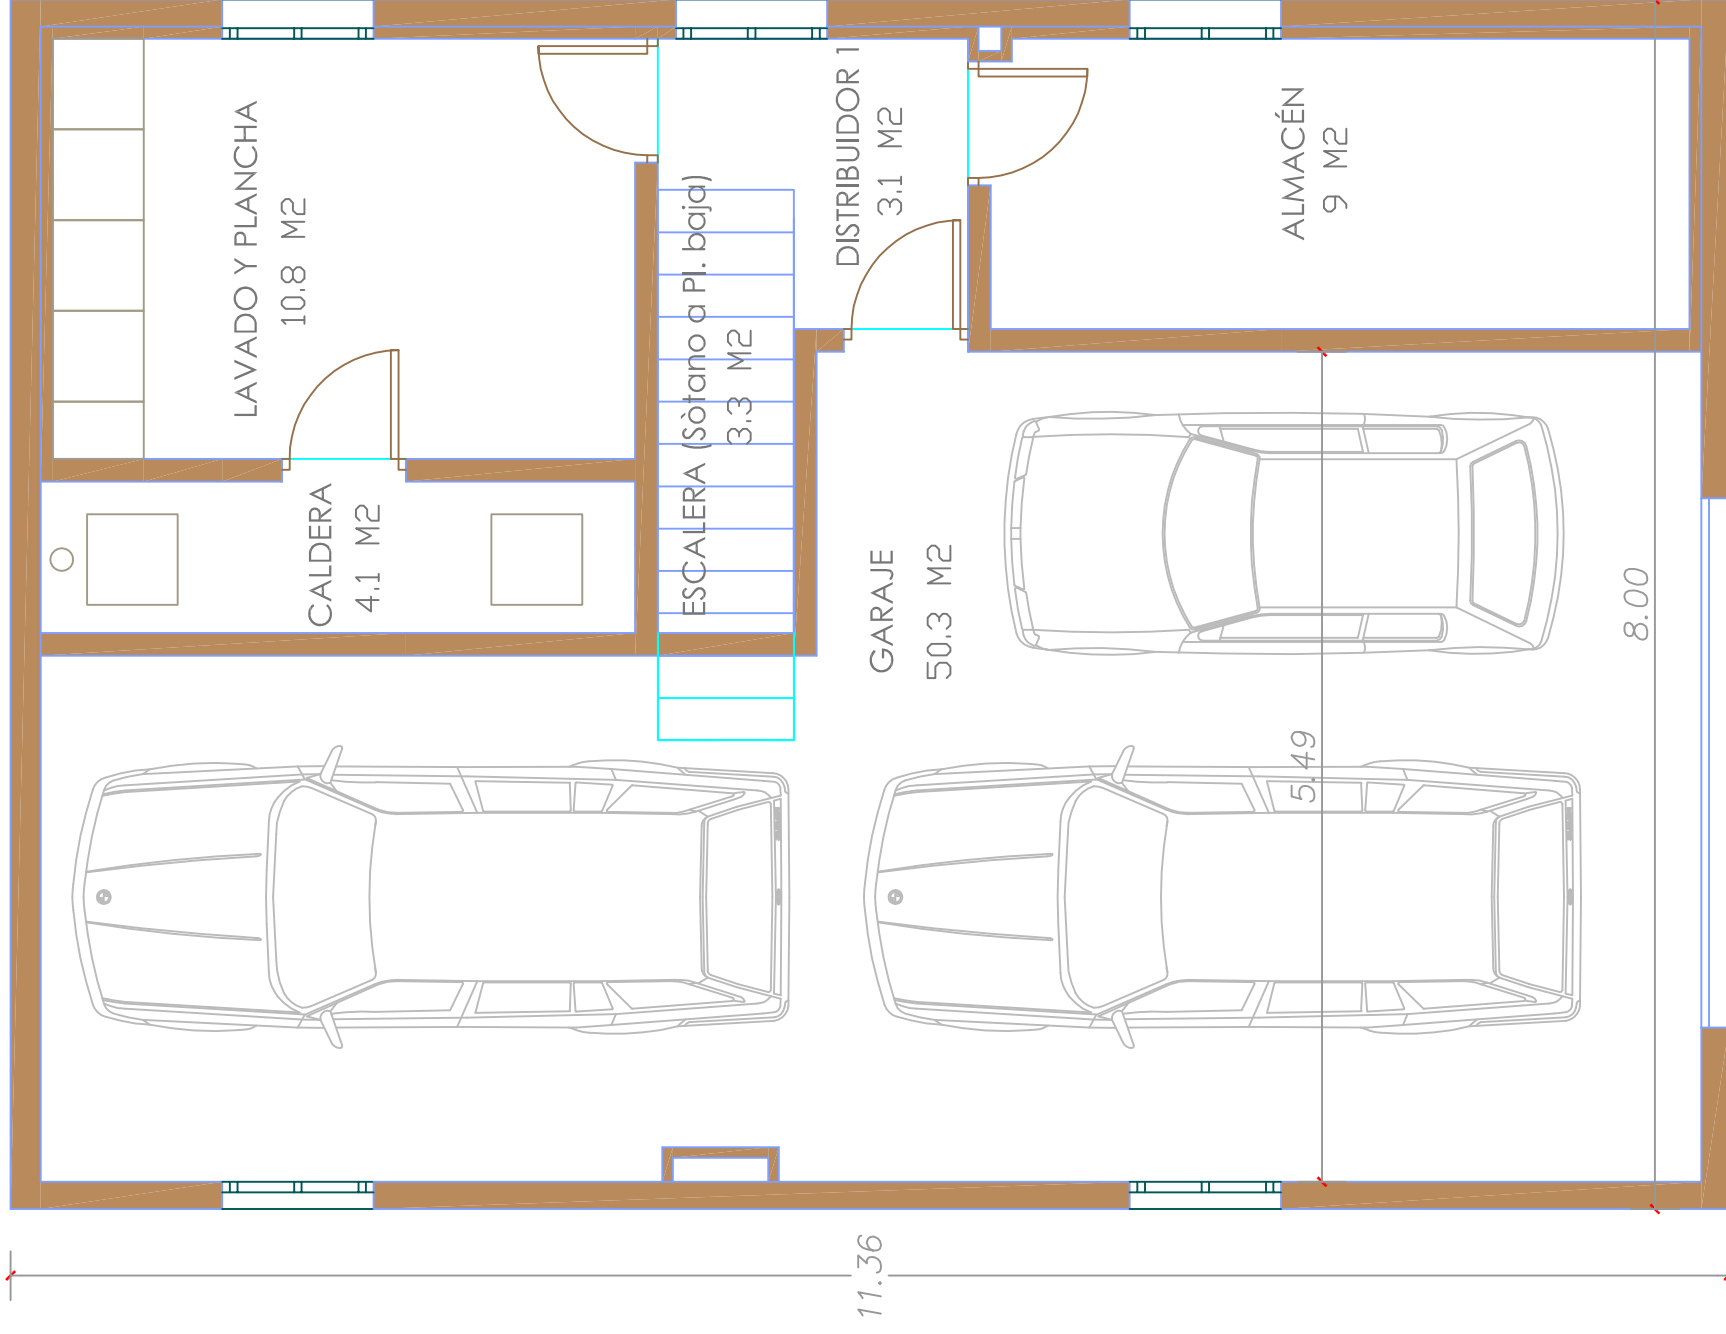 LAVADO Y PLANCHA
10.8 M2
DISTRIBUIDOR 1
3.1 M2
ALMACÉN
9 M2
ESCALERA (Sòtano a Pl. baja)
3.3 M2
CALDERA
4.1 M2
GARAJE
50.3 M2
5.49
8.00
11.36